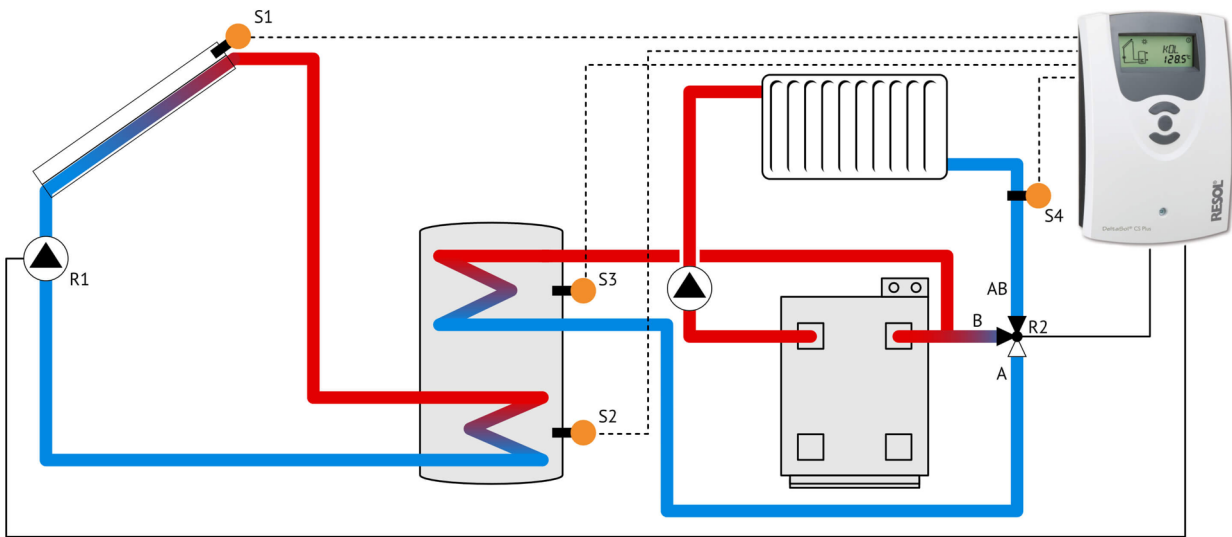 S1
KOL
128.5°C
R1
S3
S4
RESOL®
DeltaSol® CS Plus
AB
B
R2
A
S2